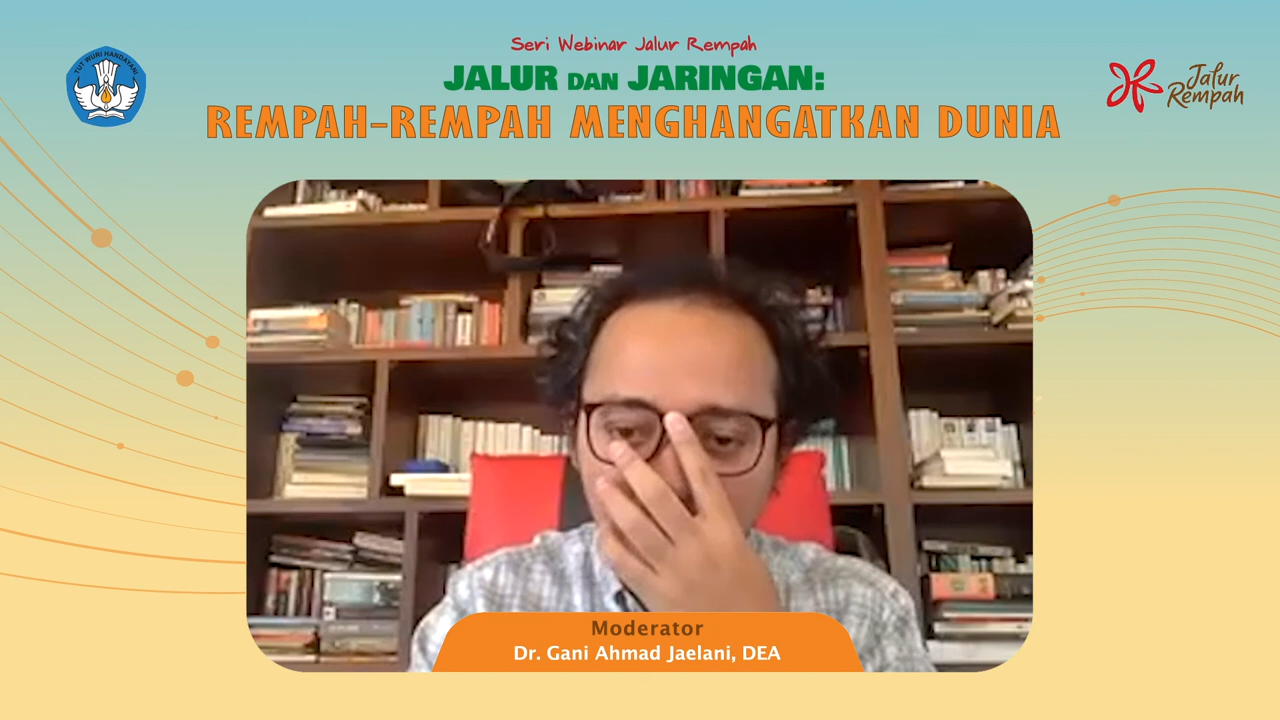 Seri Webinar Jalur Rempah
JALUR DAN JARINGAN:
REMPAH-REMPAH MENGHANGATKAN DUNIA
TUT WURI HANDAYANI
Jalur
Rempah
Moderator
Dr. Gani Ahmad Jaelani, DEA